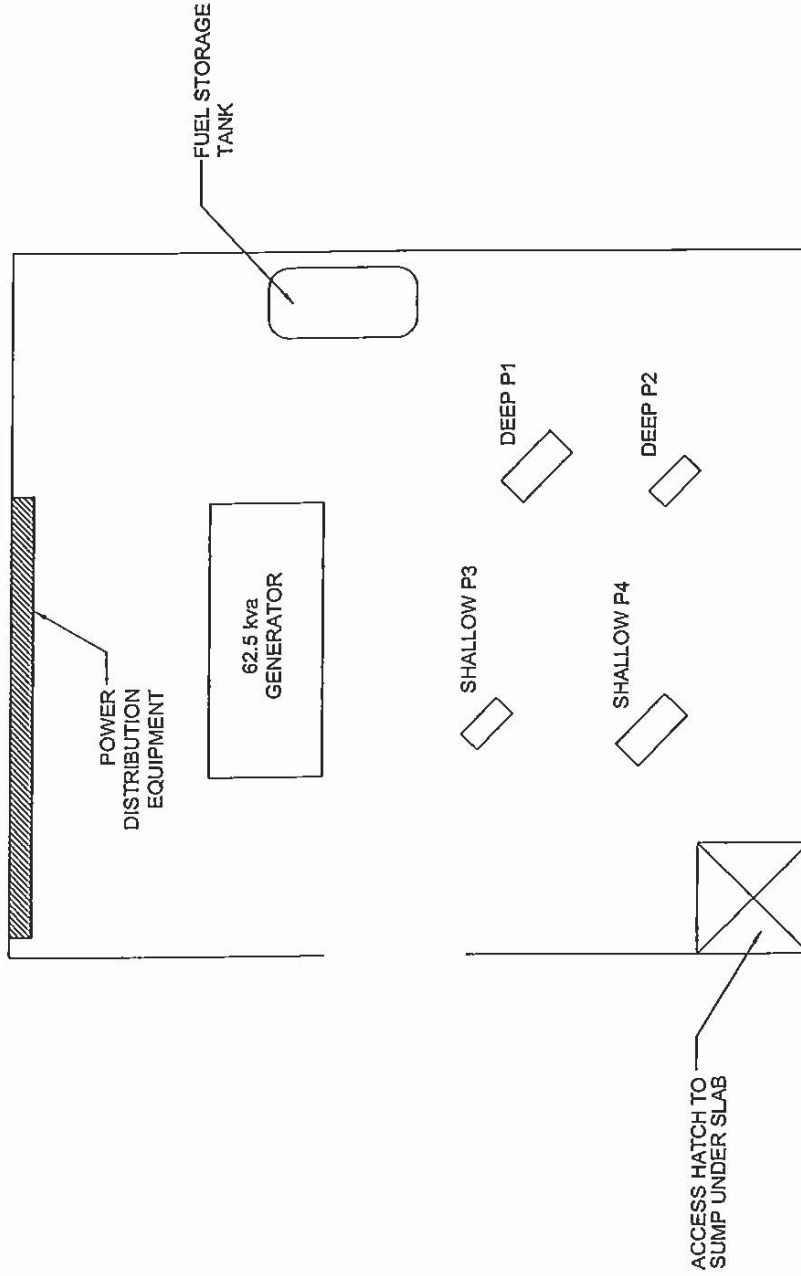 FUEL STORAGE
TANK
POWER
DISTRIBUTION
EQUIPMENT
62.5 kva
GENERATOR
DEEP P1
SHALLOW P3
DEEP P2
SHALLOW P4
ACCESS HATCH TO
SUMP UNDER SLAB